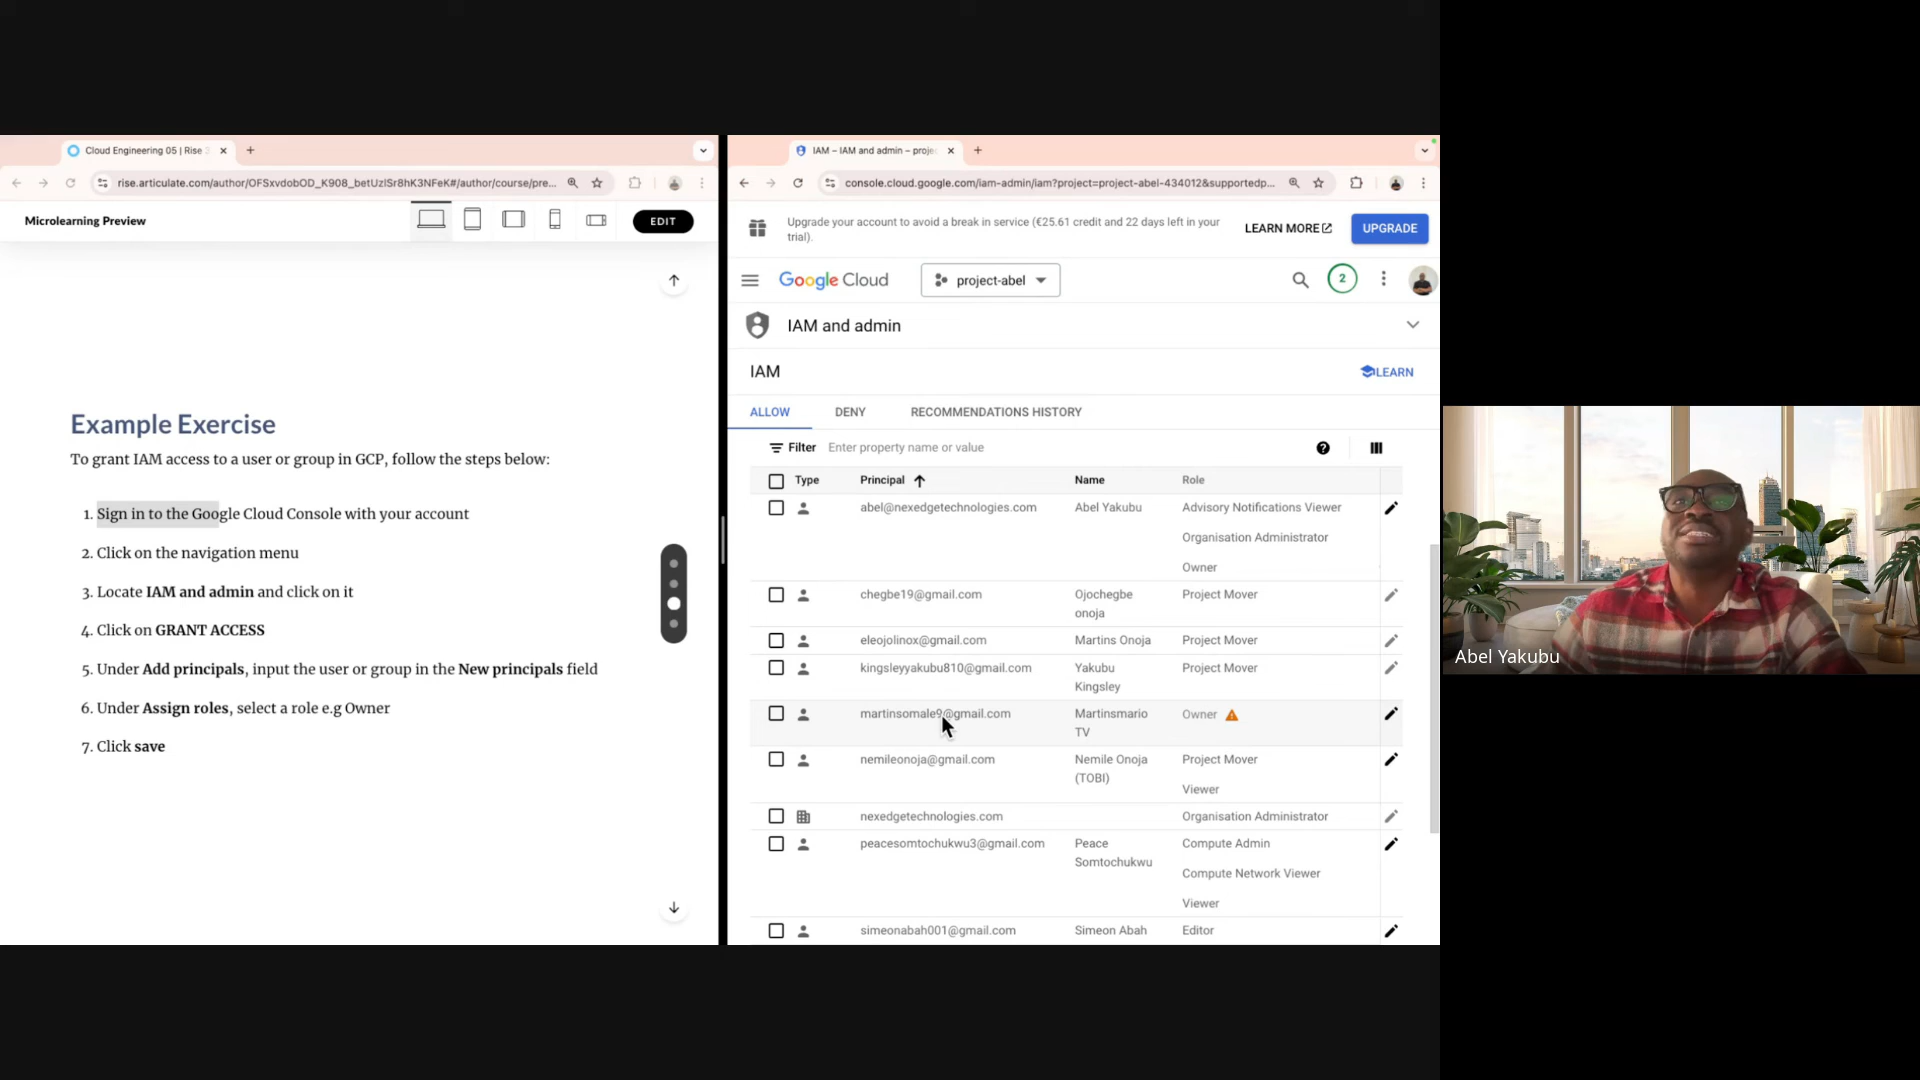 Cloud Engineering 05 | Rise
rise.articulate.com/author/OFSxvdobOD_K908_betUzlSr8hK3NFeK#/author/course/pre...
Microlearning Preview
EDIT
Example Exercise
To grant IAM access to a user or group in GCP, follow the steps below:
1. Sign in to the Google Cloud Console with your account
2. Click on the navigation menu
3. Locate IAM and admin and click on it
4. Click on GRANT ACCESS
5. Under Add principals, input the user or group in the New principals field
6. Under Assign roles, select a role e.g Owner
7. Click save
IAM – IAM and admin – proje
console.cloud.google.com/iam-admin/iam?project=project-abel-434012&supportedp...
Upgrade your account to avoid a break in service (€25.61 credit and 22 days left in your
trial).
LEARN MORE
UPGRADE
Google Cloud
project-abel
2
IAM and admin
IAM
LEARN
ALLOW DENY RECOMMENDATIONS HISTORY
Filter Enter property name or value
Type Principal Name Role
abel@nexedgetechnologies.com Abel Yakubu Advisory Notifications Viewer
Organisation Administrator
Owner
chegbe19@gmail.com Ojochegbe Project Mover
onoja
eleojolinox@gmail.com Martins Onoja Project Mover
kingsleyyakubu810@gmail.com Yakubu Project Mover
Kingsley
martinsomale9@gmail.com Martinsmario Owner
TV
nemileonoja@gmail.com Nemile Onoja Project Mover
(TOBI)
Viewer
nexedgetechnologies.com Organisation Administrator
peacesomtochukwu3@gmail.com Peace Compute Admin
Somtochukwu
Compute Network Viewer
Viewer
simeonabah001@gmail.com Simeon Abah Editor
Abel Yakubu